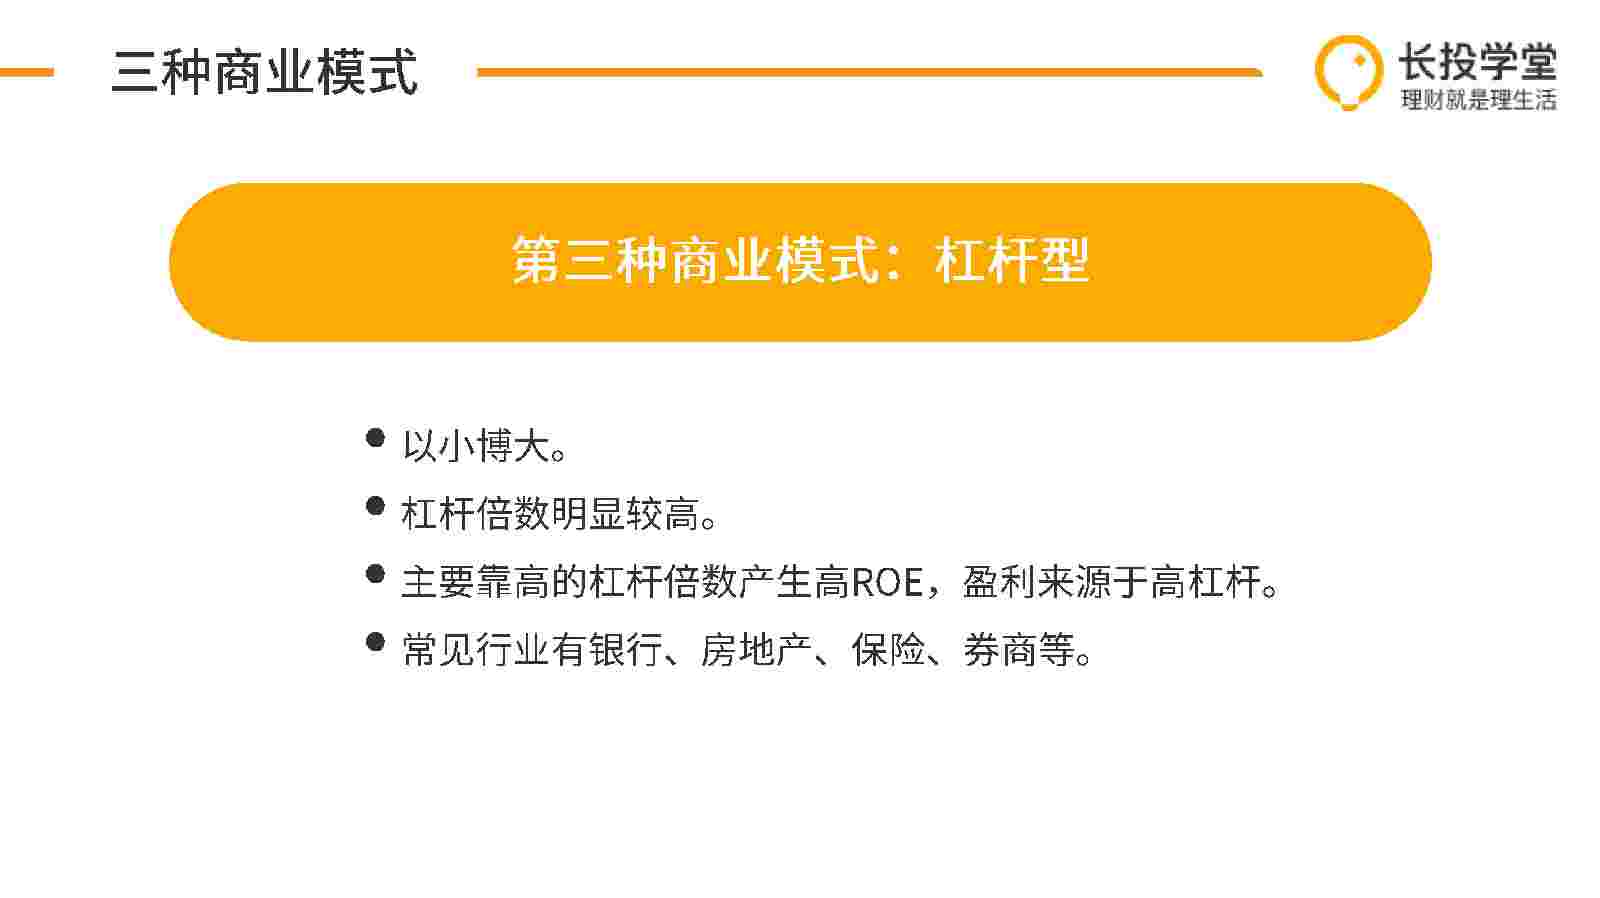 三种商业模式
长投学堂
理财就是理生活
第三种商业模式：杠杆型
以小博大。
杠杆倍数明显较高。
主要靠高的杠杆倍数产生高ROE，盈利来源于高杠杆。
常见行业有银行、房地产、保险、券商等。